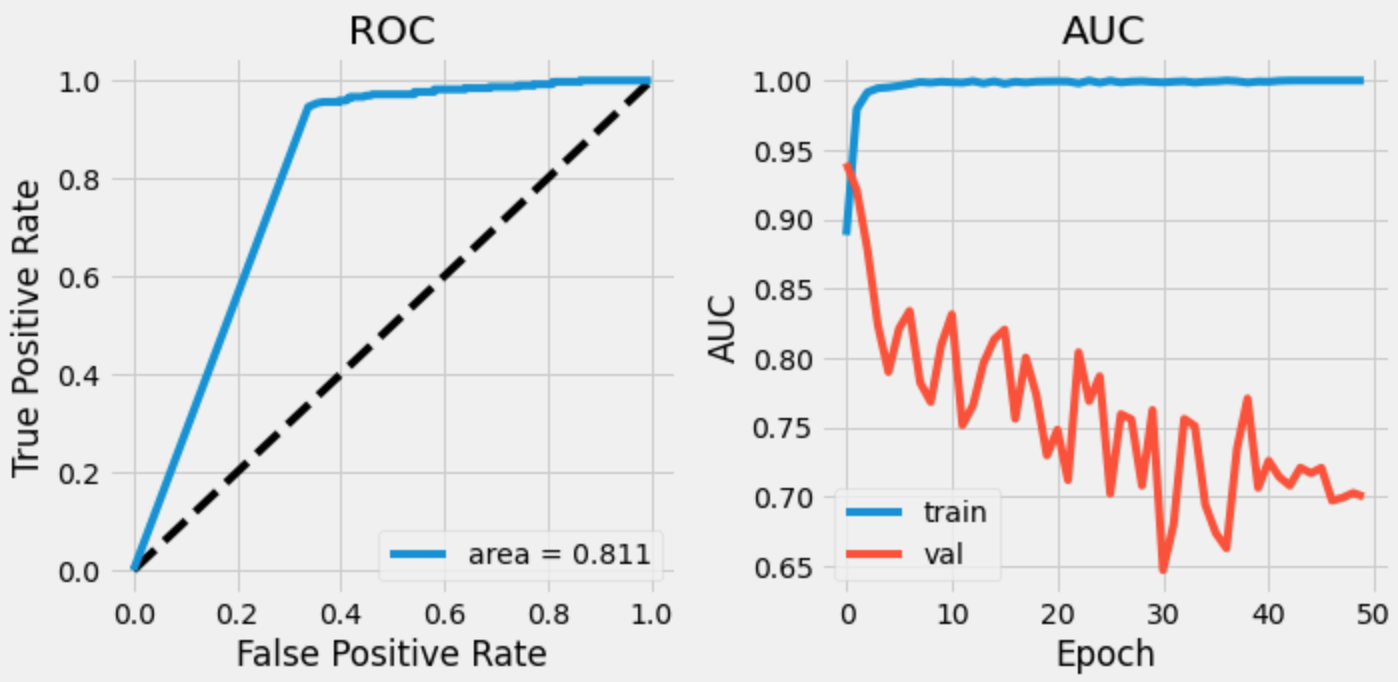 ROC
True Positive Rate
1.0
0.8
0.6
0.4
0.2
0.0
area = 0.811
0.0 0.2 0.4 0.6 0.8 1.0
False Positive Rate
AUC
AUC
1.00
0.95
0.90
0.85
0.80
0.75
0.70
0.65
train
val
0 10 20 30 40 50
Epoch